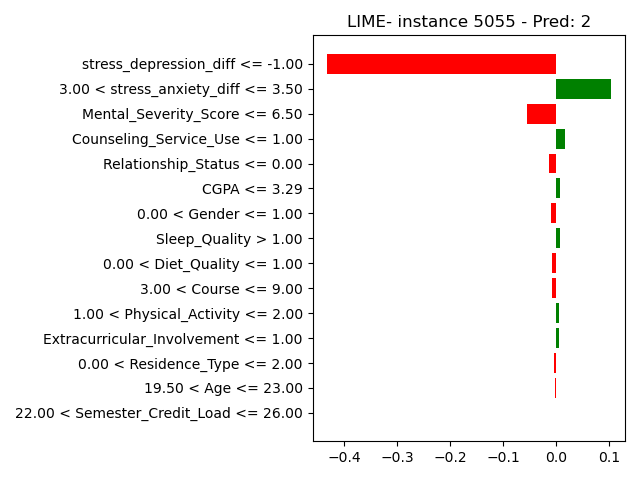 LIME- instance 5055 - Pred: 2
stress_depression_diff <= -1.00
3.00 < stress_anxiety_diff <= 3.50
Mental_Severity_Score <= 6.50
Counseling_Service_Use <= 1.00
Relationship_Status <= 0.00
CGPA <= 3.29
0.00 < Gender <= 1.00
Sleep_Quality > 1.00
0.00 < Diet_Quality <= 1.00
3.00 < Course <= 9.00
1.00 < Physical_Activity <= 2.00
Extracurricular_Involvement <= 1.00
0.00 < Residence_Type <= 2.00
19.50 < Age <= 23.00
22.00 < Semester_Credit_Load <= 26.00
−0.4 −0.3 −0.2 −0.1 0.0 0.1